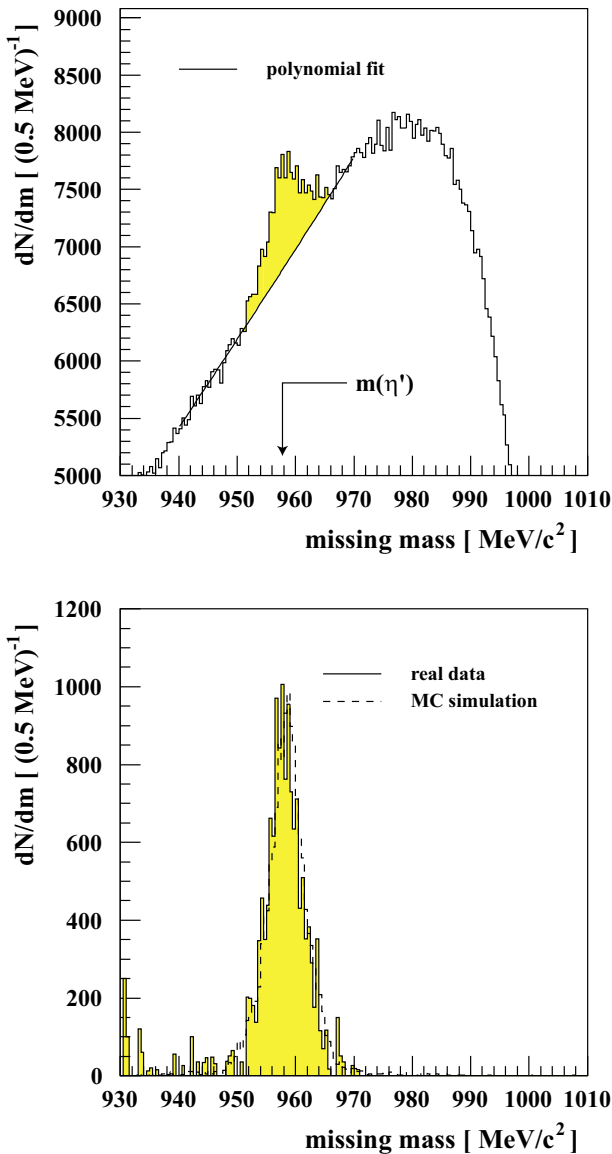 dN/dm [ (0.5 MeV)⁻¹ ]
9000
8500
8000
7500
7000
6500
6000
5500
5000
polynomial fit
m(η')
930 940 950 960 970 980 990 1000 1010
missing mass [ MeV/c² ]
dN/dm [ (0.5 MeV)⁻¹ ]
1200
1000
800
600
400
200
0
real data
MC simulation
930 940 950 960 970 980 990 1000 1010
missing mass [ MeV/c² ]